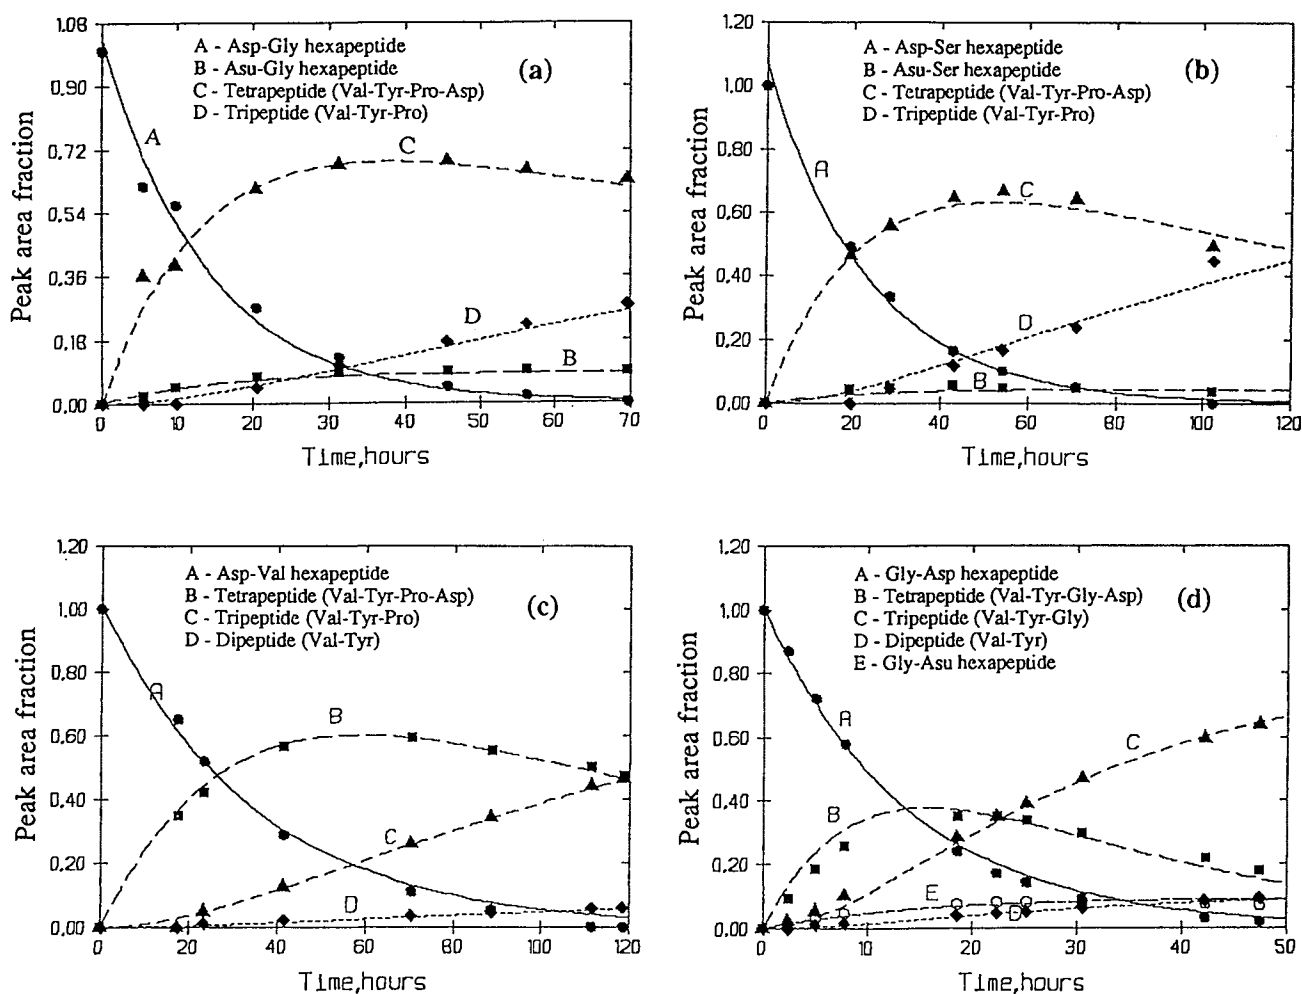 (a)
A - Asp-Gly hexapeptide
B - Asu-Gly hexapeptide
C - Tetrapeptide (Val-Tyr-Pro-Asp)
D - Tripeptide (Val-Tyr-Pro)
Peak area fraction
1.08
0.90
0.72
0.54
0.36
0.18
0.00
A
C
D
B
0 10 20 30 40 50 60 70
Time,hours
(b)
A - Asp-Ser hexapeptide
B - Asu-Ser hexapeptide
C - Tetrapeptide (Val-Tyr-Pro-Asp)
D - Tripeptide (Val-Tyr-Pro)
Peak area fraction
1.20
1.00
0.80
0.60
0.40
0.20
0.00
A
C
D
B
0 20 40 60 80 100 120
Time,hours
(c)
A - Asp-Val hexapeptide
B - Tetrapeptide (Val-Tyr-Pro-Asp)
C - Tripeptide (Val-Tyr-Pro)
D - Dipeptide (Val-Tyr)
Peak area fraction
1.20
1.00
0.80
0.60
0.40
0.20
0.00
A
B
C
D
0 20 40 60 80 100 120
Time,hours
(d)
A - Gly-Asp hexapeptide
B - Tetrapeptide (Val-Tyr-Gly-Asp)
C - Tripeptide (Val-Tyr-Gly)
D - Dipeptide (Val-Tyr)
E - Gly-Asu hexapeptide
Peak area fraction
1.20
1.00
0.80
0.60
0.40
0.20
0.00
A
C
B
E
D
0 10 20 30 40 50
Time,hours